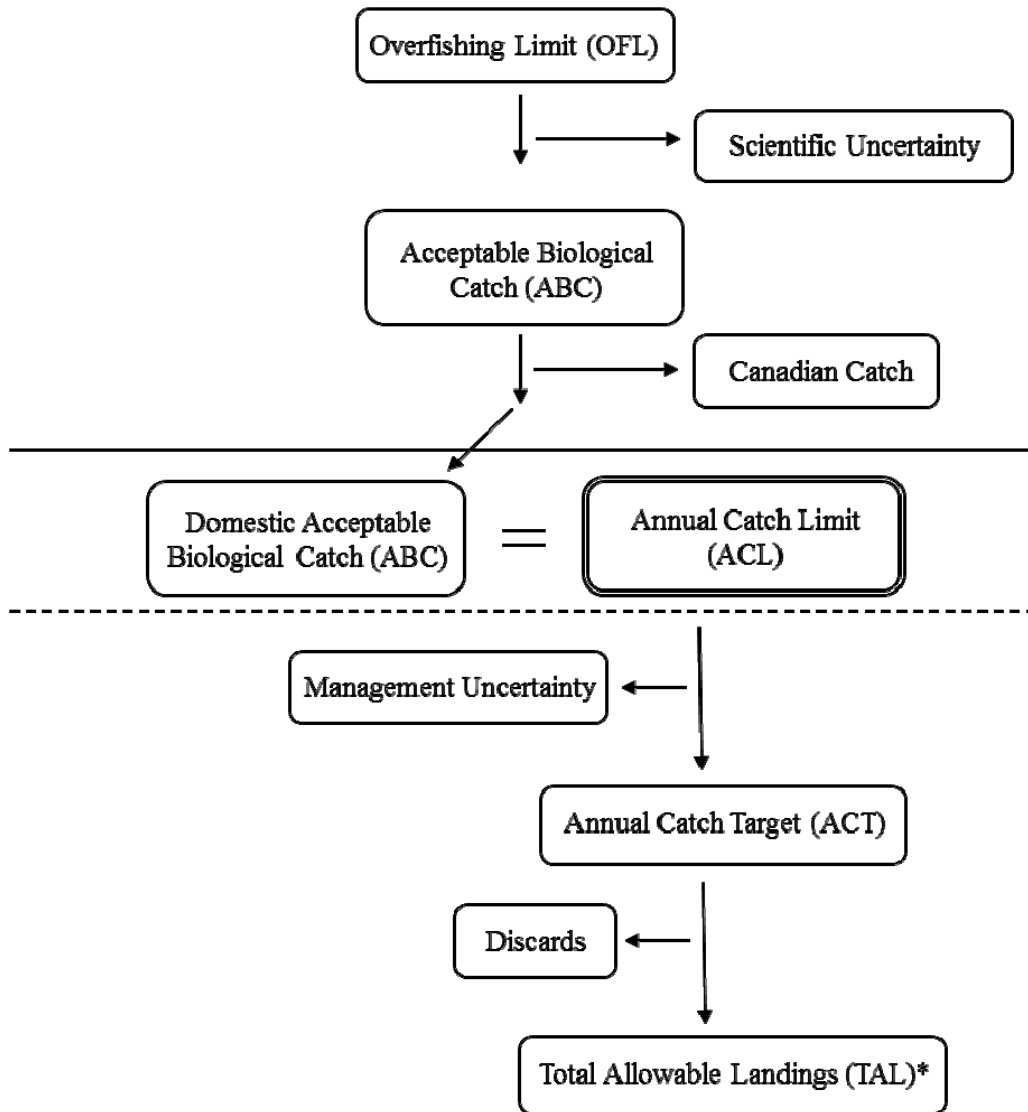 Overfishing Limit (OFL)
Scientific Uncertainty
Acceptable Biological
Catch (ABC)
Canadian Catch
Domestic Acceptable
Biological Catch (ABC)
=
Annual Catch Limit
(ACL)
Management Uncertainty
Annual Catch Target (ACT)
Discards
Total Allowable Landings (TAL)*